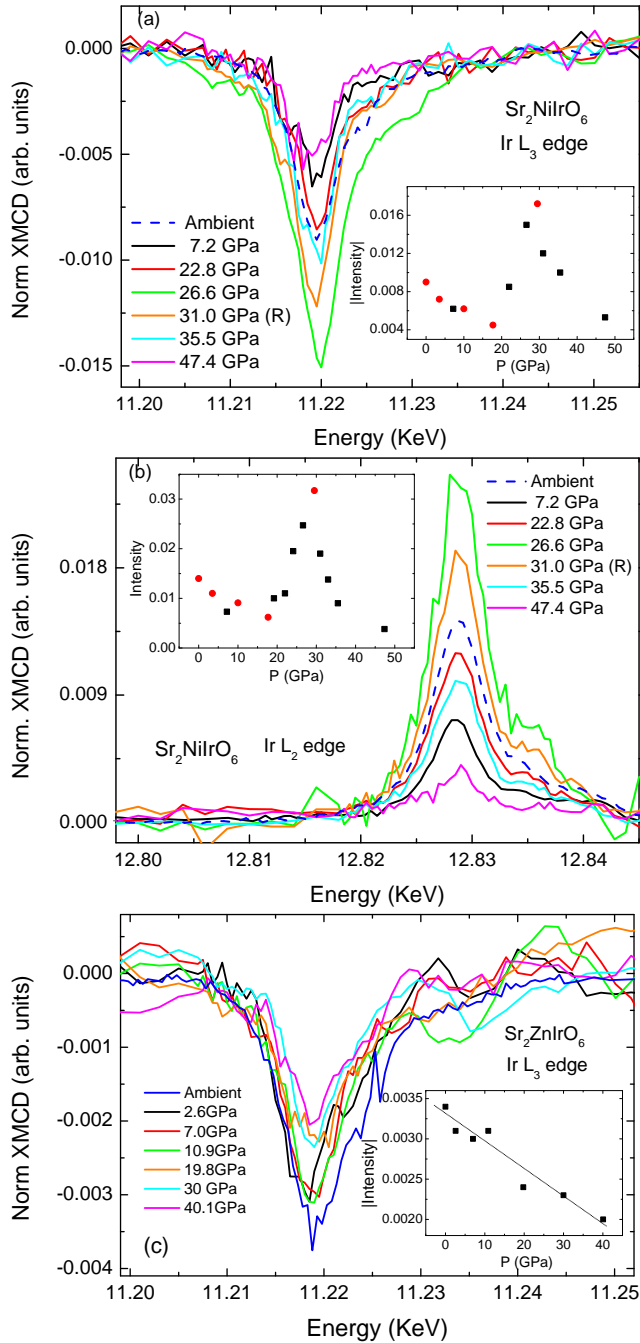 (a)
0.000
-0.005
-0.010
-0.015
Norm XMCD (arb. units)
Sr2NiIrO6
Ir L3 edge
Ambient
7.2 GPa
22.8 GPa
26.6 GPa
31.0 GPa (R)
35.5 GPa
47.4 GPa
0.016
0.012
0.008
0.004
|Intensity|
0 10 20 30 40 50
P (GPa)
11.20 11.21 11.22 11.23 11.24 11.25
Energy (KeV)
(b)
0.018
0.009
0.000
Norm. XMCD (arb. units)
0.03
0.02
0.01
0.00
Intensity
0 10 20 30 40 50
P (GPa)
Ambient
7.2 GPa
22.8 GPa
26.6 GPa
31.0 GPa (R)
35.5 GPa
47.4 GPa
Sr2NiIrO6 Ir L2 edge
12.80 12.81 12.82 12.83 12.84
Energy (KeV)
0.000
-0.001
-0.002
-0.003
-0.004
Norm XMCD (arb. units)
Sr2ZnIrO6
Ir L3 edge
Ambient
2.6GPa
7.0GPa
10.9GPa
19.8GPa
30 GPa
40.1GPa
(c)
0.0035
0.0030
0.0025
0.0020
|Intensity|
0 10 20 30 40
P (GPa)
11.20 11.21 11.22 11.23 11.24 11.25
Energy (KeV)